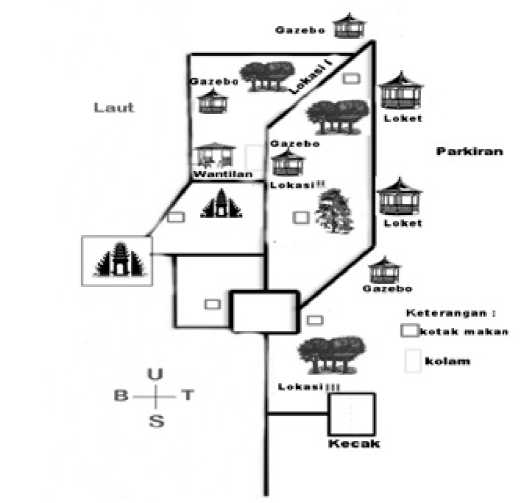 Gazebo
Lokasi I
Gazebo
Laut
Loket
Gazebo
Parkiran
Wantilan
Lokasi II
Loket
Gazebo
Keterangan :
kotak makan
kolam
U
B T
S
Lokasi III
Kecak